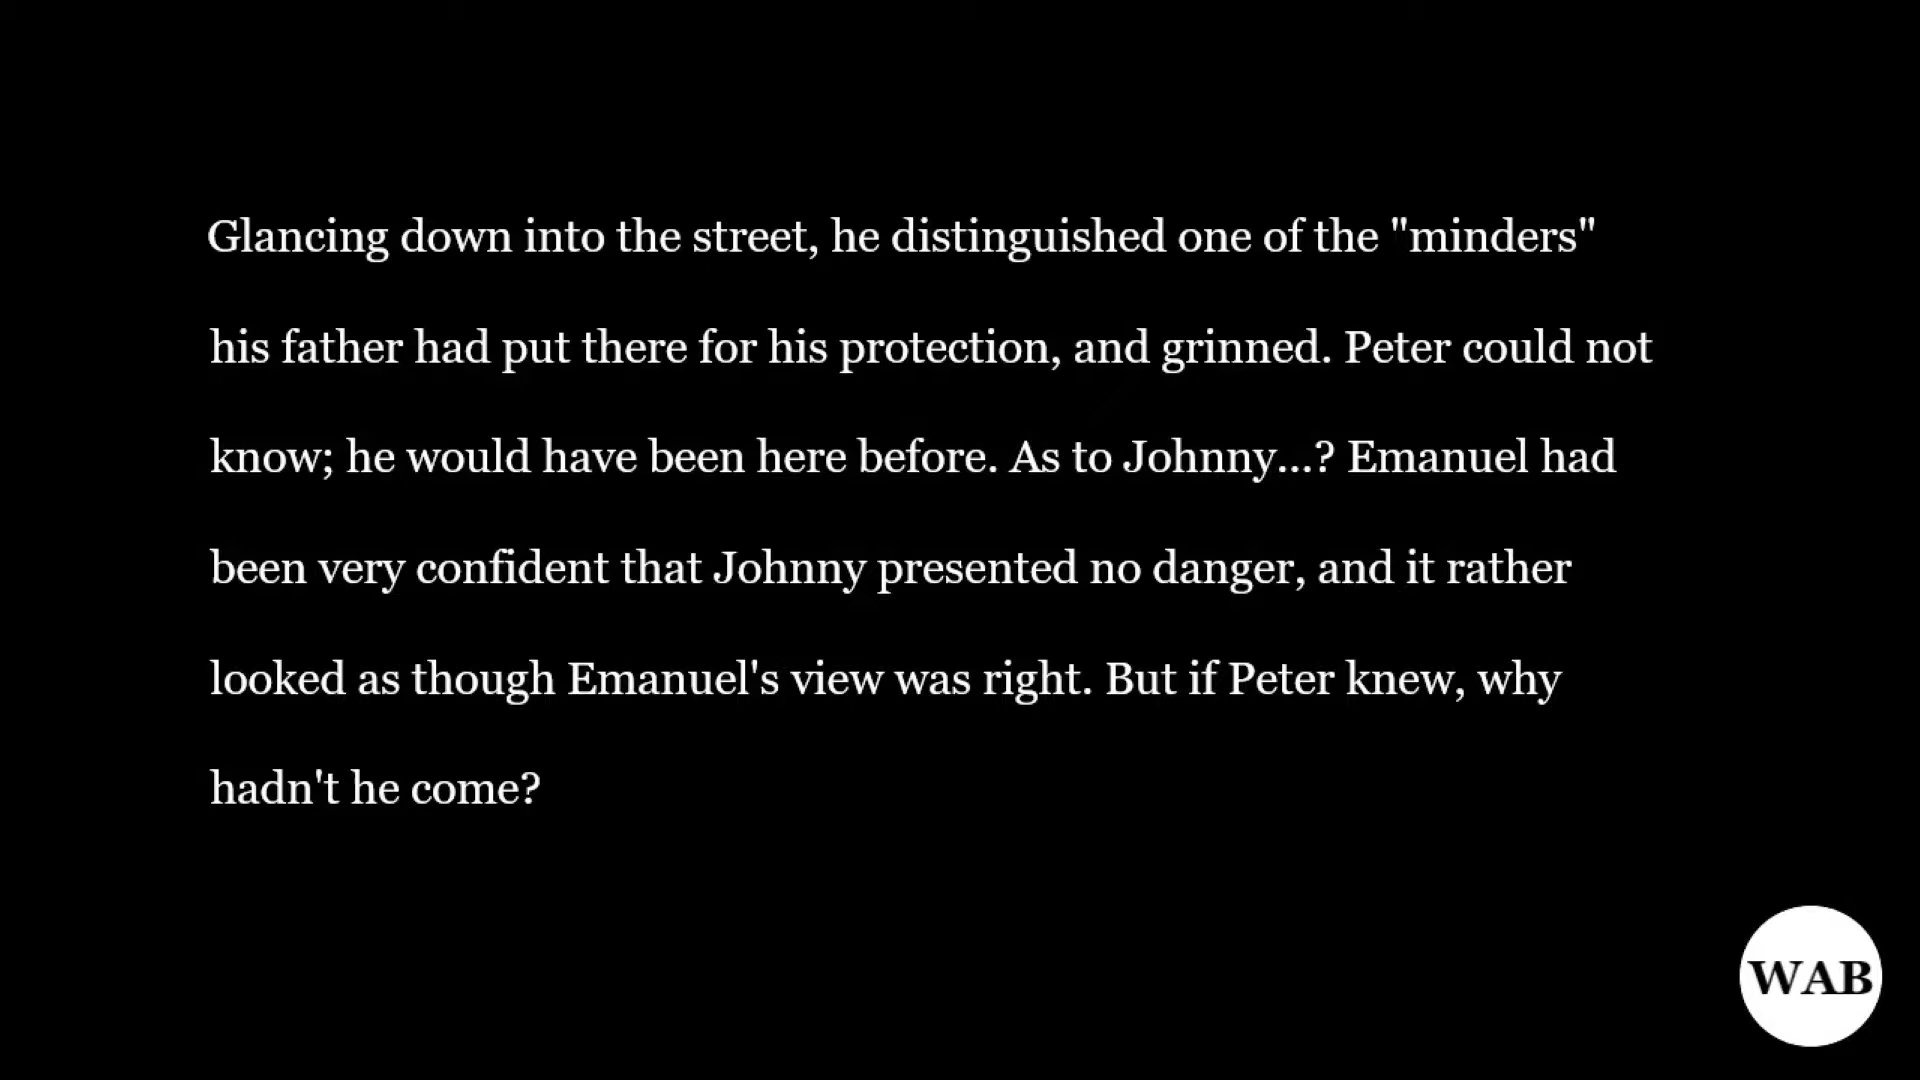 Glancing down into the street, he distinguished one of the "minders"
his father had put there for his protection, and grinned. Peter could not
know; he would have been here before. As to Johnny...? Emanuel had
been very confident that Johnny presented no danger, and it rather
looked as though Emanuel's view was right. But if Peter knew, why
hadn't he come?
WAB